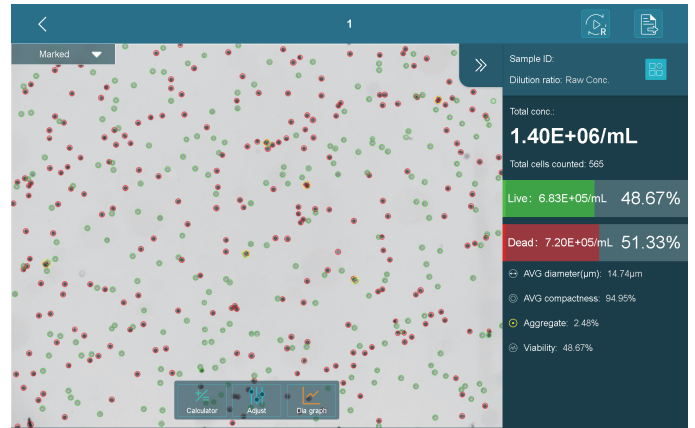 1
R
Marked
Sample ID:
Dilution ratio: Raw Conc.
Total conc.:
1.40E+06/mL
Total cells counted: 565
Live: 6.83E+05/mL 48.67%
Dead: 7.20E+05/mL 51.33%
AVG diameter(μm): 14.74μm
AVG compactness: 94.95%
Aggregate: 2.48%
Viability: 48.67%
Calculator Adjust Dia graph